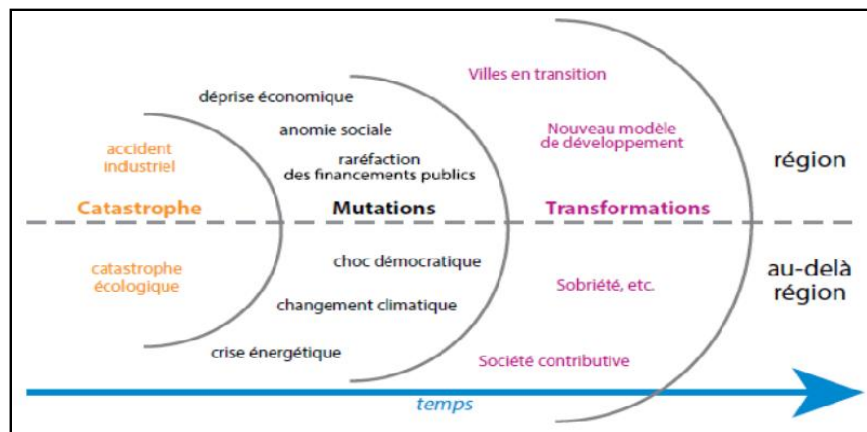 Villes en transition
déprise économique
anomie sociale
Nouveau modèle
de développement
accident
industriel
raréfaction
des financements publics
région
Catastrophe
Mutations
Transformations
choc démocratique
catastrophe
écologique
Sobriété, etc.
au-delà
région
changement climatique
crise énergétique
Société contributive
temps